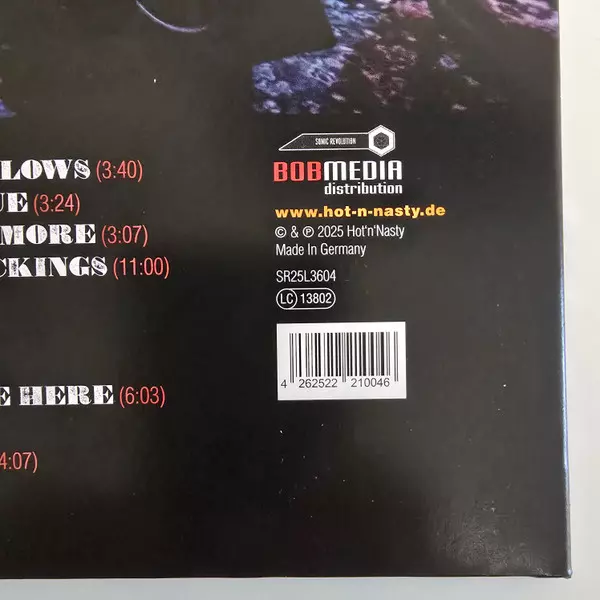 SONIC REVOLUTION
BOBMEDIA
distribution
LOWS (3:40)
UE (3:24)
MORE (3:07)
CKINGS (11:00)
E HERE (6:03)
4:07)
www.hot-n-nasty.de
© & ℗ 2025 Hot'n'Nasty
Made In Germany
SR25L3604
LC 13802
4 262522 210046